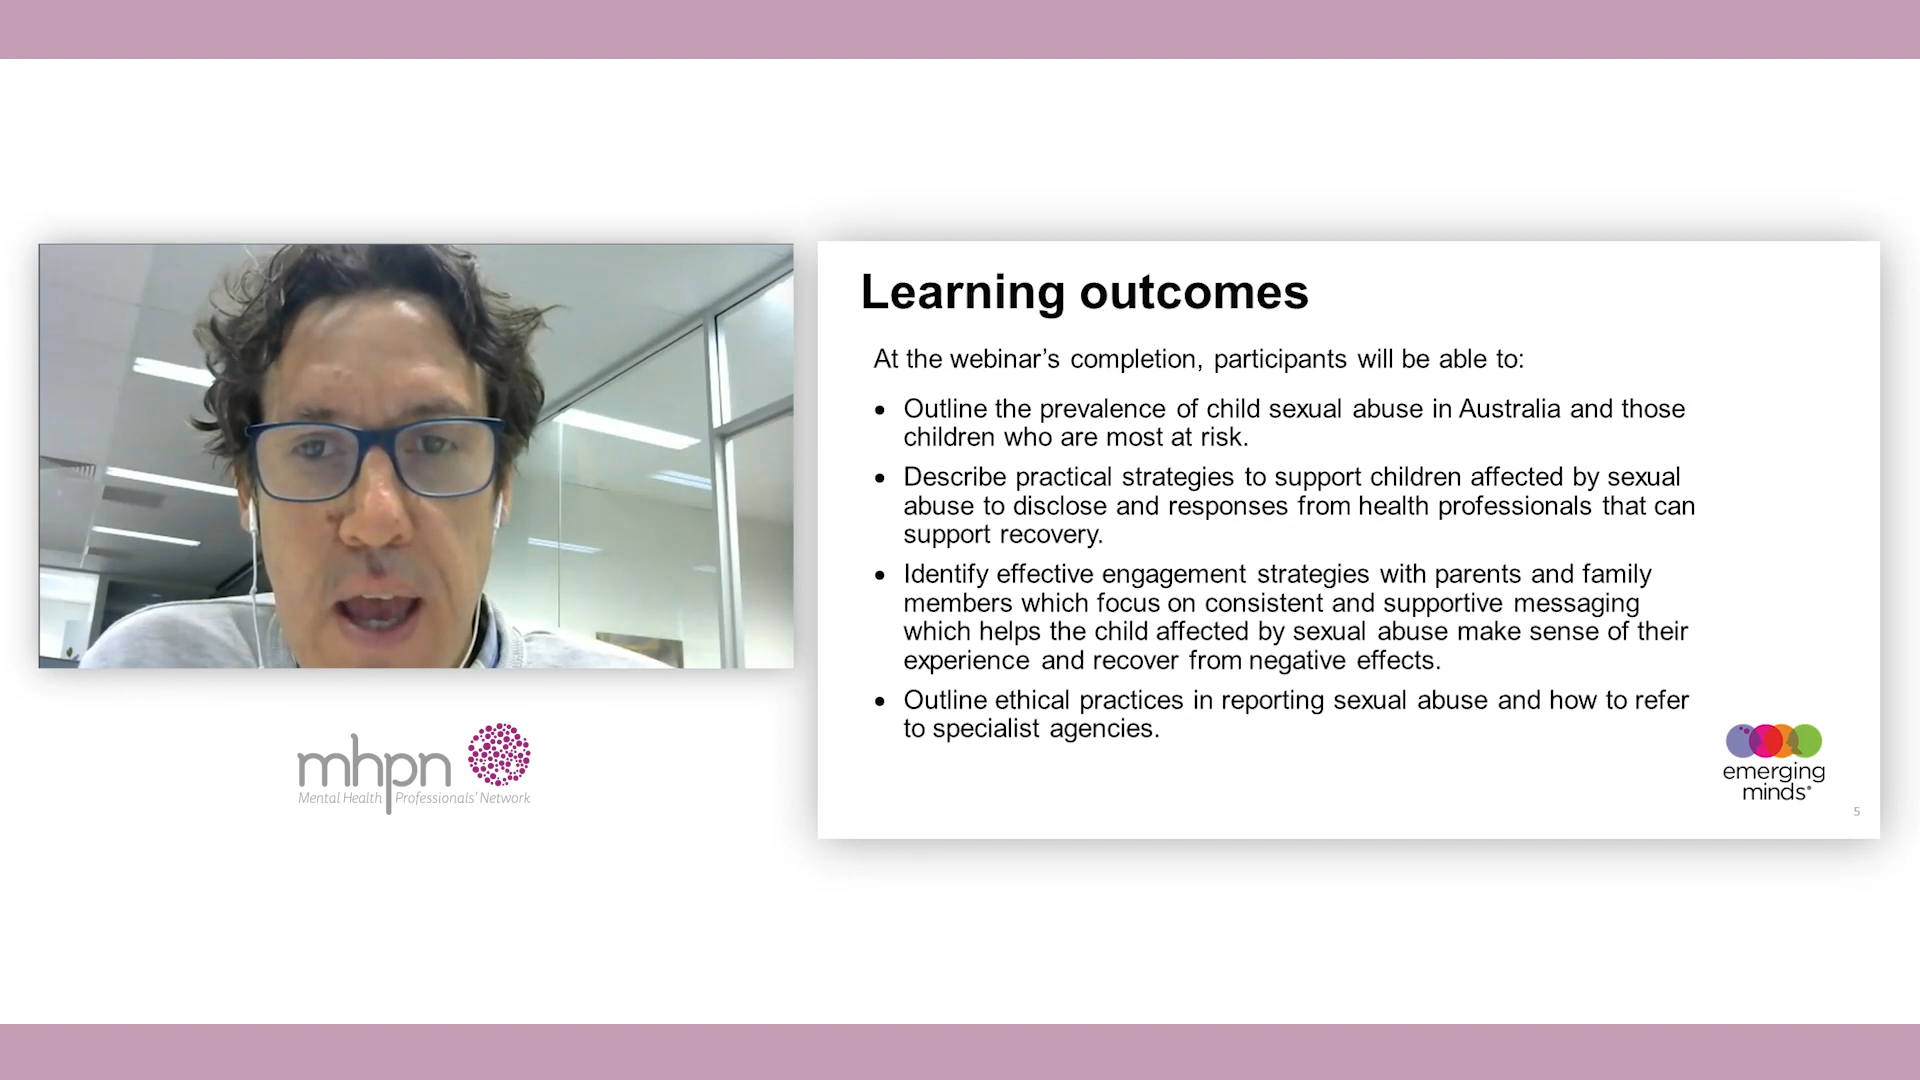 Learning outcomes
At the webinar’s completion, participants will be able to:
• Outline the prevalence of child sexual abuse in Australia and those
children who are most at risk.
• Describe practical strategies to support children affected by sexual
abuse to disclose and responses from health professionals that can
support recovery.
• Identify effective engagement strategies with parents and family
members which focus on consistent and supportive messaging
which helps the child affected by sexual abuse make sense of their
experience and recover from negative effects.
• Outline ethical practices in reporting sexual abuse and how to refer
to specialist agencies.
emerging
minds
5
mhpn
Mental Health Professionals’ Network